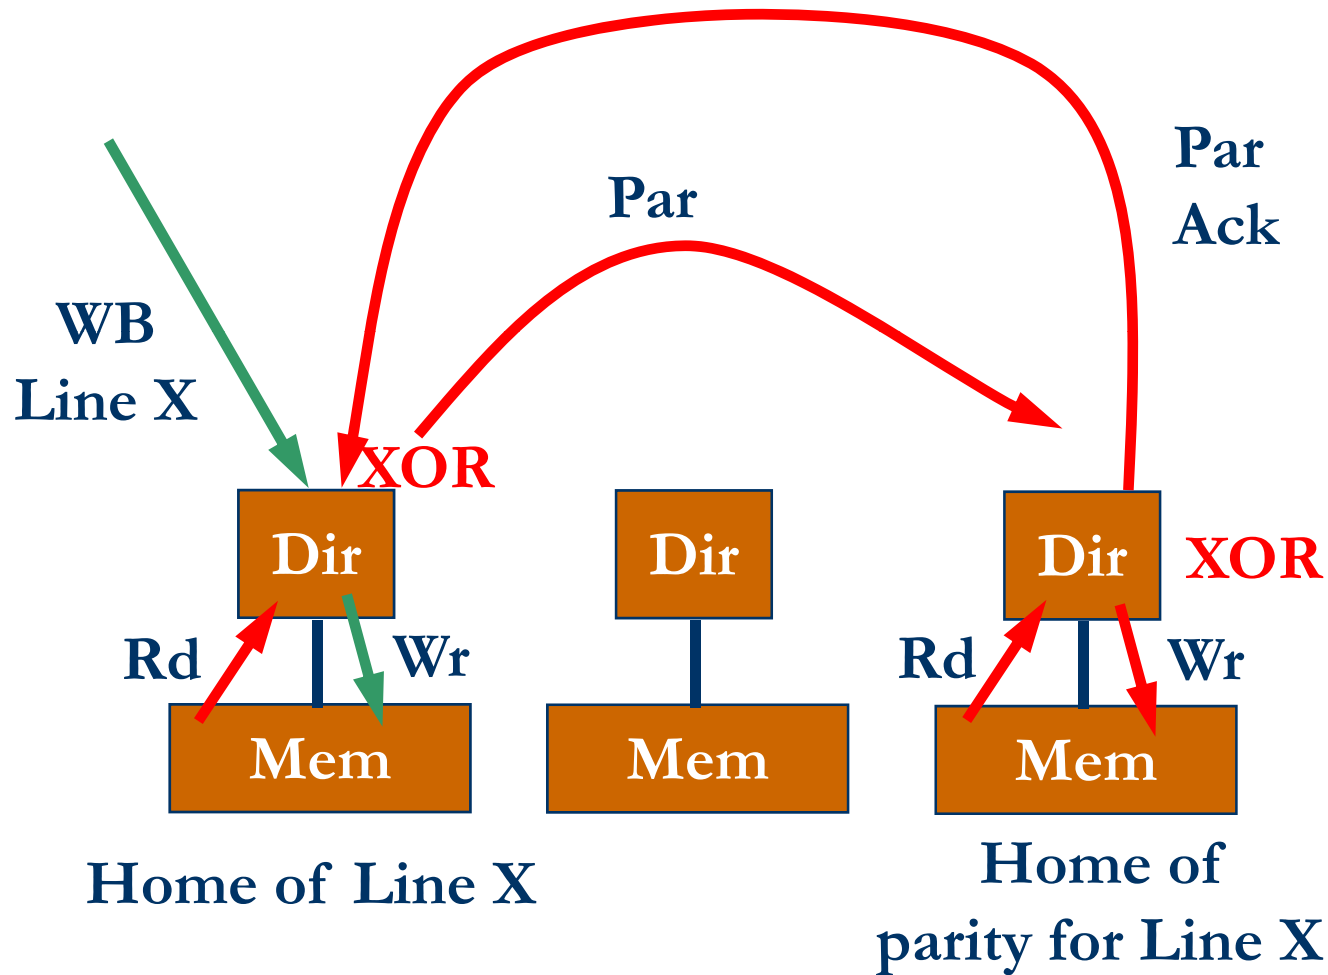 Par
Ack
Par
WB
Line X
XOR
Dir
Dir
Dir
XOR
Rd
Wr
Rd
Wr
Mem
Mem
Mem
Home of Line X
Home of
parity for Line X